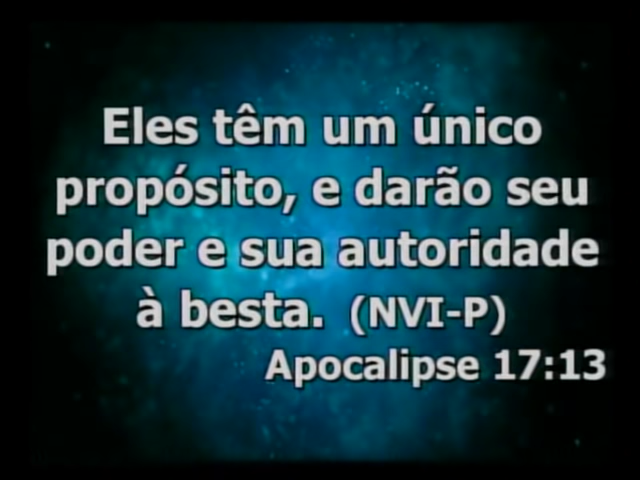 Eles têm um único
propósito, e darão seu
poder e sua autoridade
à besta. (NVI-P)
Apocalipse 17:13